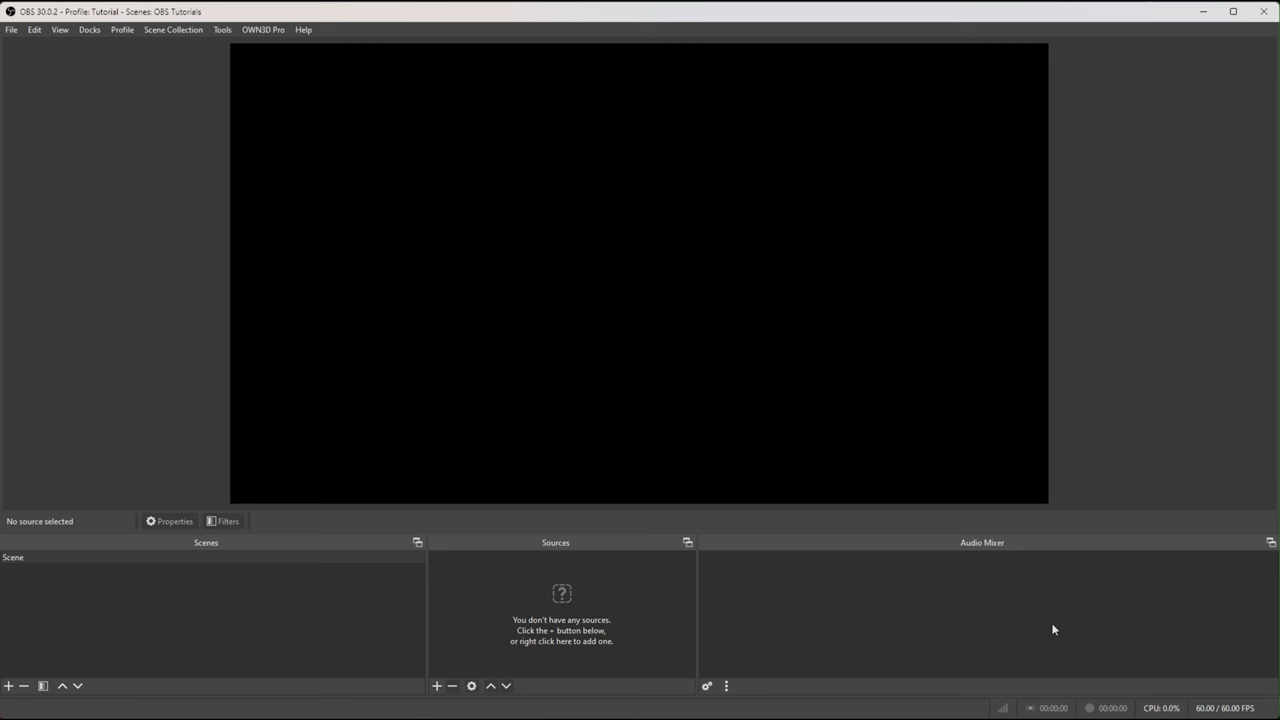 OBS 30.0.2 - Profile: Tutorial - Scenes: OBS Tutorials
File Edit View Docks Profile Scene Collection Tools OWN3D Pro Help
No source selected Properties Filters
Scenes Sources Audio Mixer
Scene
?
You don't have any sources.
Click the + button below,
or right click here to add one.
00:00:00 00:00:00 CPU: 0.0% 60.00 / 60.00 FPS